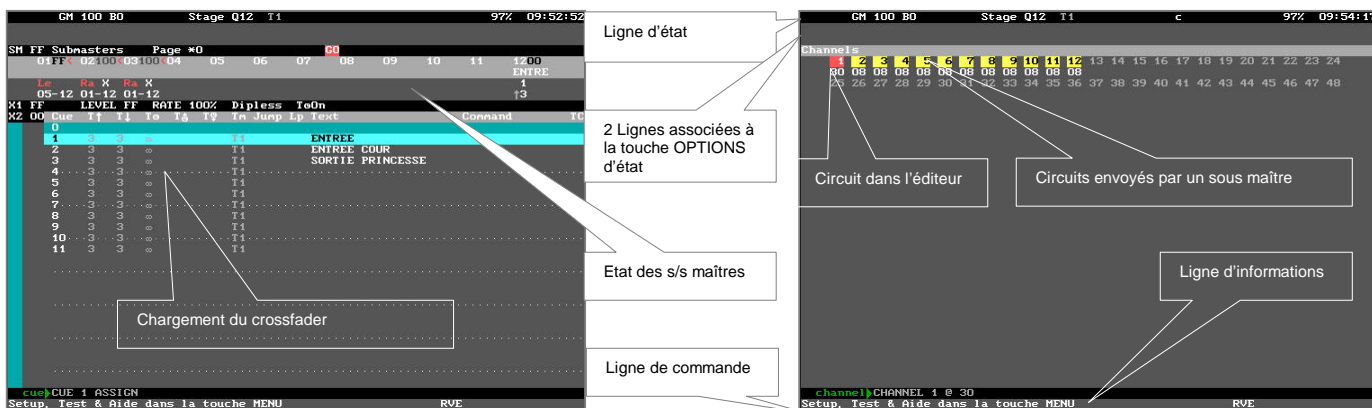 GM 100 BO Stage Q12 T1 97% 09:52:52
SM FF Submasters Page *0 GO
01FF< 02100<03100<04 05 06 07 08 09 10 11 1200
ENTRE
Le Ra X Ra X 1
05-12 01-12 01-12 ↑3
X1 FF LEVEL FF RATE 100% Dipless TøOn
X2 00 Cue T↑ T↓ Tø Tm Jump Lp Text Command TC
0
1 3 3 ∞ T1 ENTREE
2 3 3 ∞ T1 ENTREE COUR
3 3 3 ∞ T1 SORTIE PRINCESSE
4 3 3 ∞ T1
5 3 3 ∞ T1
6 3 3 ∞ T1
7 3 3 ∞ T1
8 3 3 ∞ T1
9 3 3 ∞ T1
10 3 3 ∞ T1
11 3 3 ∞ T1
Chargement du crossfader
cue▶CUE 1 ASSIGN
Setup, Test & Aide dans la touche MENU RVE
Ligne d'état
2 Lignes associées à
la touche OPTIONS
d'état
Etat des s/s maîtres
Ligne de commande
GM 100 BO Stage Q12 T1 c 97% 09:54:1
Channels
1 2 3 4 5 6 7 8 9 10 11 12 13 14 15 16 17 18 19 20 21 22 23 24
30 08 08 08 08 08 08 08 08 08 08 08
25 26 27 28 29 30 31 32 33 34 35 36 37 38 39 40 41 42 43 44 45 46 47 48
Circuit dans l'éditeur
Circuits envoyés par un sous maître
Ligne d'informations
channel▶CHANNEL 1 @ 30
Setup, Test & Aide dans la touche MENU RVE